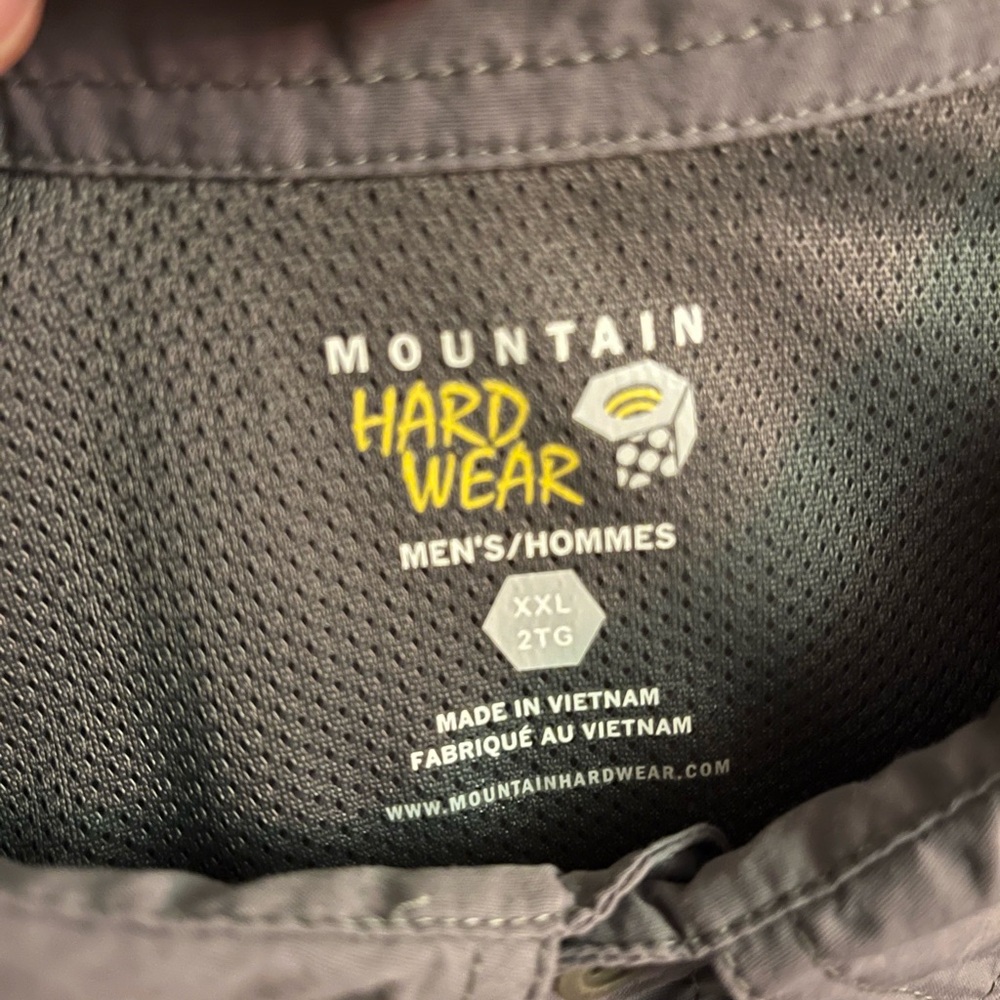 MOUNTAIN
HARD
WEAR
MEN'S/HOMMES
XXL
2TG
MADE IN VIETNAM
FABRIQUÉ AU VIETNAM
WWW.MOUNTAINHARDWEAR.COM